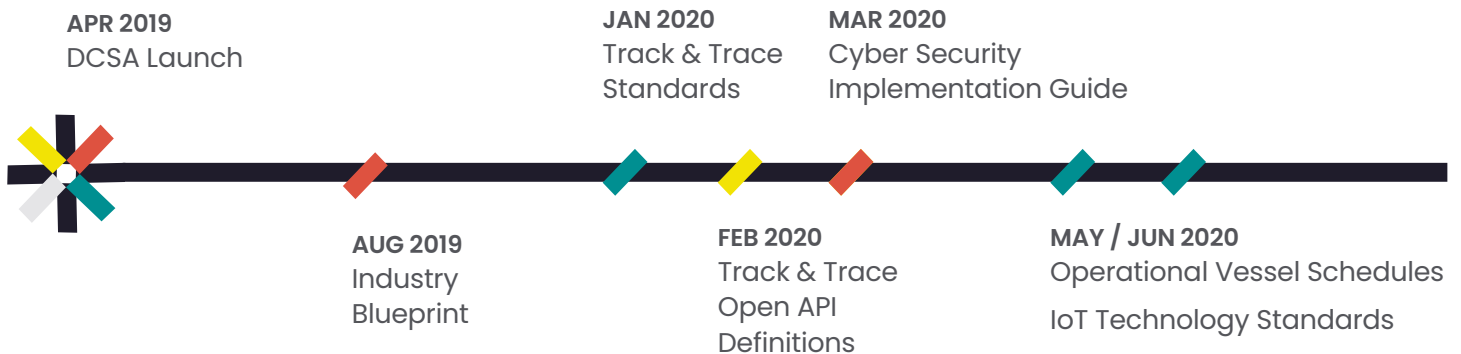 APR 2019
DCSA Launch
AUG 2019
Industry
Blueprint
JAN 2020
Track & Trace
Standards
FEB 2020
Track & Trace
Open API
Definitions
MAR 2020
Cyber Security
Implementation Guide
MAY / JUN 2020
Operational Vessel Schedules
IoT Technology Standards